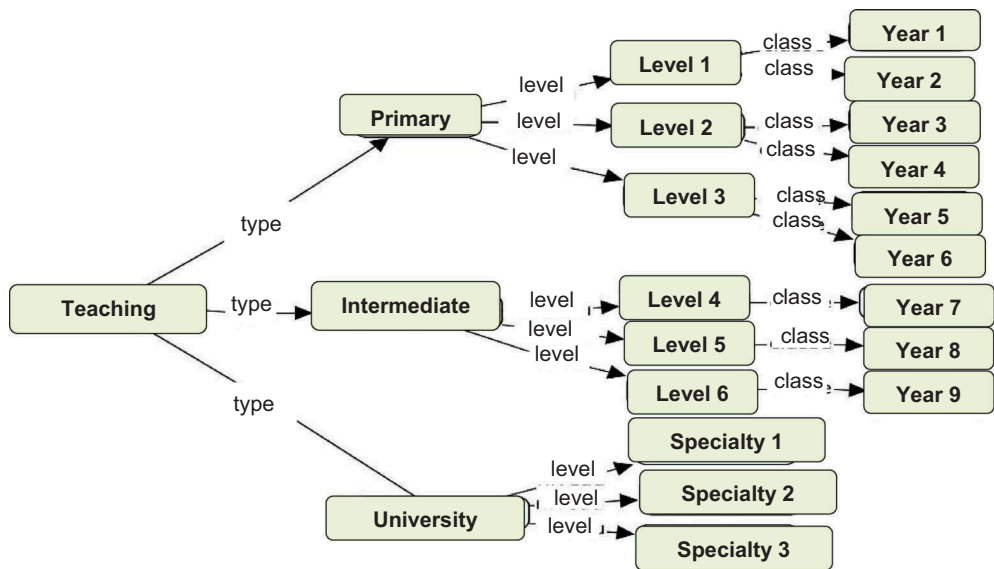 Year 1
class
Level 1
class
Year 2
level
Primary
level
Level 2
class
Year 3
class
Year 4
level
Level 3
class
Year 5
class
Year 6
type
Teaching
type
Intermediate
level
Level 4
class
Year 7
level
Level 5
class
Year 8
level
Level 6
class
Year 9
type
Specialty 1
level
University
level
Specialty 2
level
Specialty 3